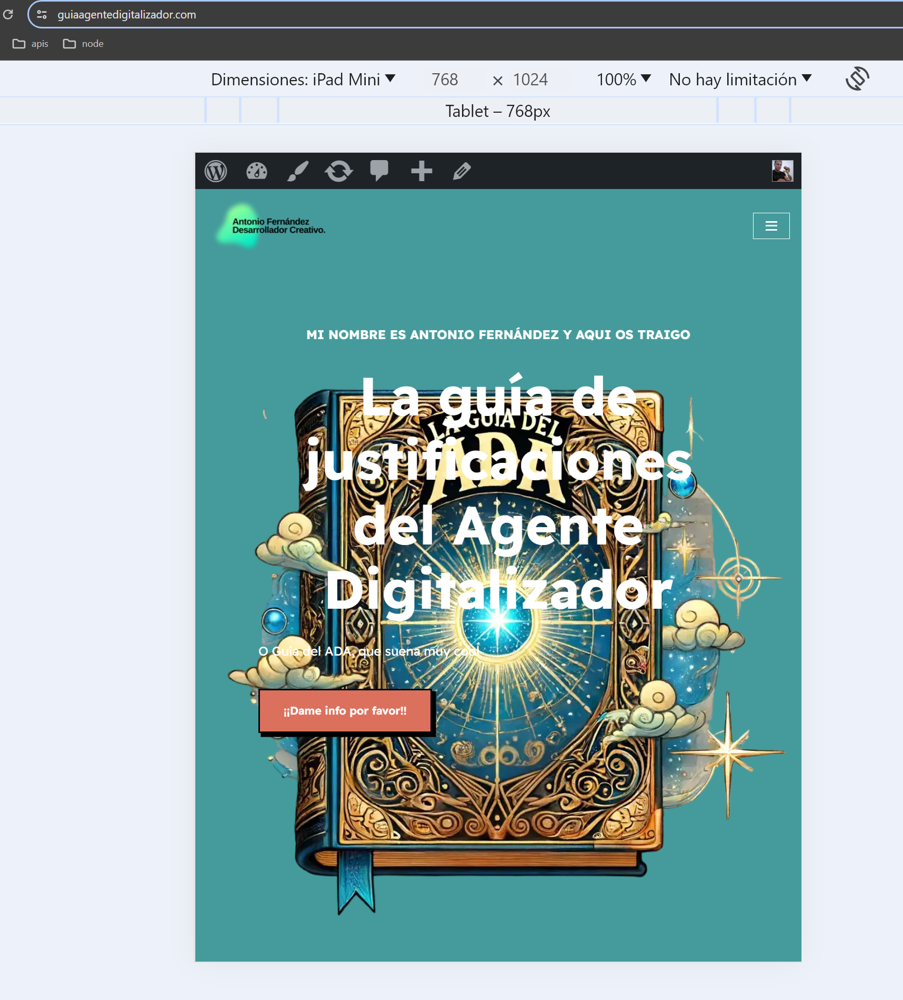 guiaagentedigitalizador.com
apis
node
Dimensiones: iPad Mini
768 × 1024
100%
No hay limitación
Tablet – 768px
Antonio Fernández
Desarrollador Creativo.
MI NOMBRE ES ANTONIO FERNÁNDEZ Y AQUI OS TRAIGO
La guía de
justificaciones
del Agente
Digitalizador
LA GUIA DEL
ADA
O Guía del ADA, que suena muy cool
¡¡Dame info por favor!!